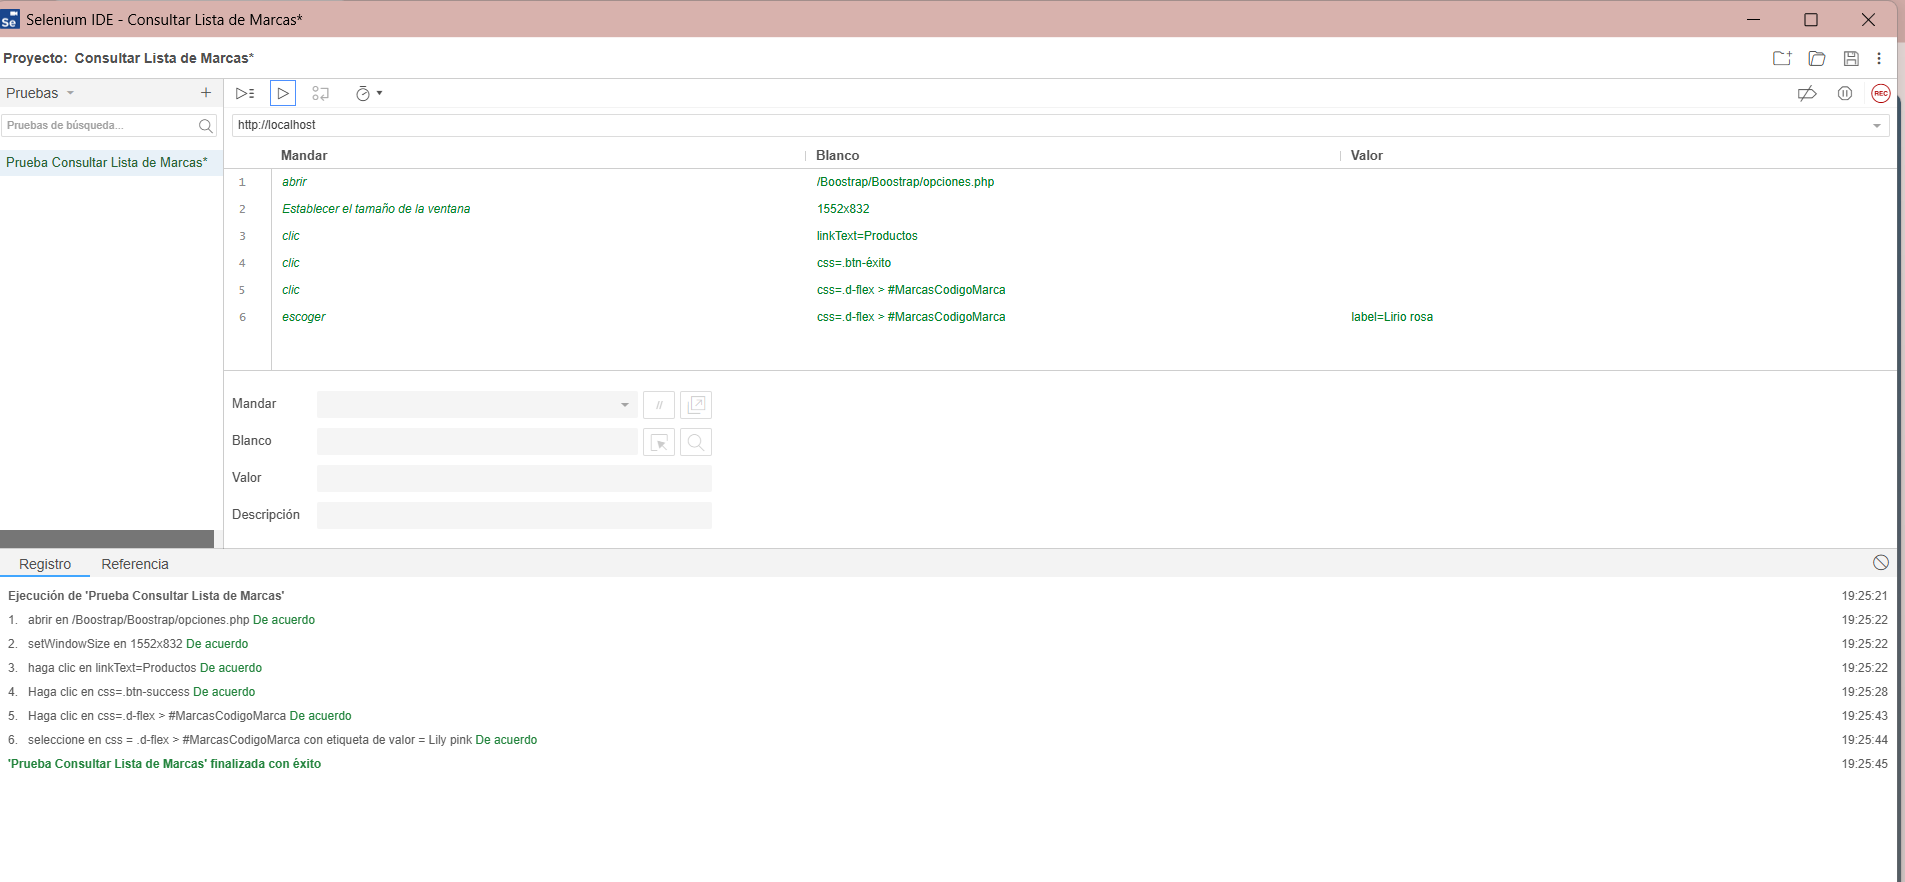 Se Selenium IDE - Consultar Lista de Marcas*
Proyecto: Consultar Lista de Marcas*
Pruebas
REC
Pruebas de búsqueda...
http://localhost
Prueba Consultar Lista de Marcas*
Mandar Blanco Valor
1 abrir /Boostrap/Boostrap/opciones.php
2 Establecer el tamaño de la ventana 1552x832
3 clic linkText=Productos
4 clic css=.btn-éxito
5 clic css=.d-flex > #MarcasCodigoMarca
6 escoger css=.d-flex > #MarcasCodigoMarca label=Lirio rosa
Mandar //
Blanco
Valor
Descripción
Registro Referencia
Ejecución de 'Prueba Consultar Lista de Marcas' 19:25:21
1. abrir en /Boostrap/Boostrap/opciones.php De acuerdo 19:25:22
2. setWindowSize en 1552x832 De acuerdo 19:25:22
3. haga clic en linkText=Productos De acuerdo 19:25:22
4. Haga clic en css=.btn-success De acuerdo 19:25:28
5. Haga clic en css=.d-flex > #MarcasCodigoMarca De acuerdo 19:25:43
6. seleccione en css = .d-flex > #MarcasCodigoMarca con etiqueta de valor = Lily pink De acuerdo 19:25:44
'Prueba Consultar Lista de Marcas' finalizada con éxito 19:25:45